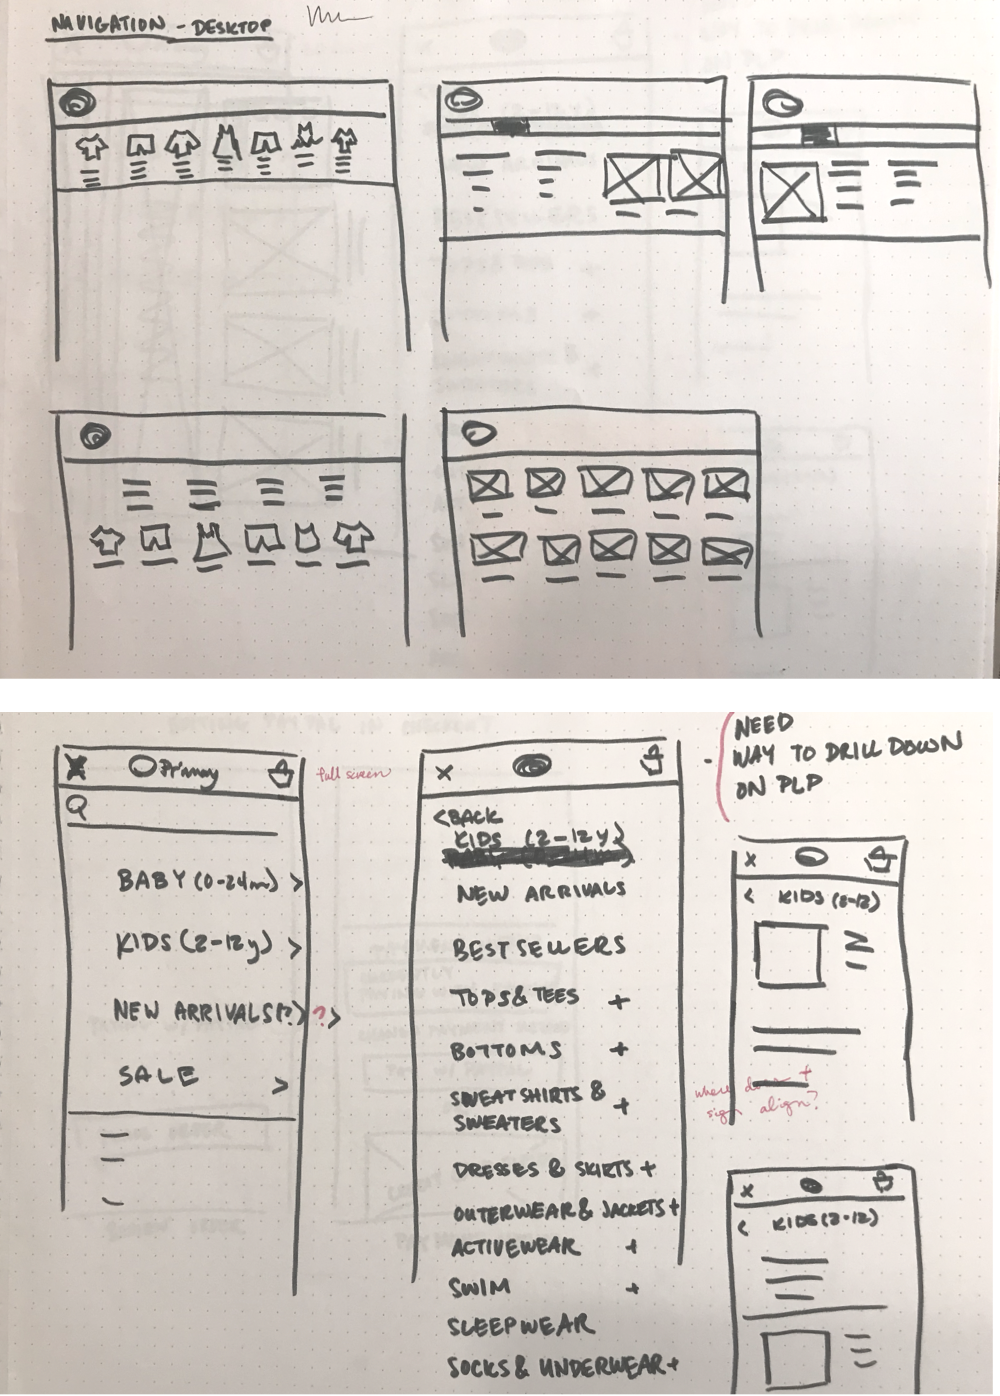 NAVIGATION - DESKTOP
X Primary
full screen
Q
BABY (0-24m) >
KIDS (2-12y) >
NEW ARRIVALS(?) ? >
SALE >
X
< BACK
KIDS (2-12y)
NEW ARRIVALS
BEST SELLERS
TOPS & TEES +
BOTTOMS +
SWEATSHIRTS & +
SWEATERS
DRESSES & SKIRTS +
OUTERWEAR & JACKETS +
ACTIVEWEAR +
SWIM +
SLEEPWEAR
SOCKS & UNDERWEAR +
- NEED
WAY TO DRILL DOWN
ON PLP
X
< KIDS (2-12)
where does +
sign align?
X
< KIDS (2-12)